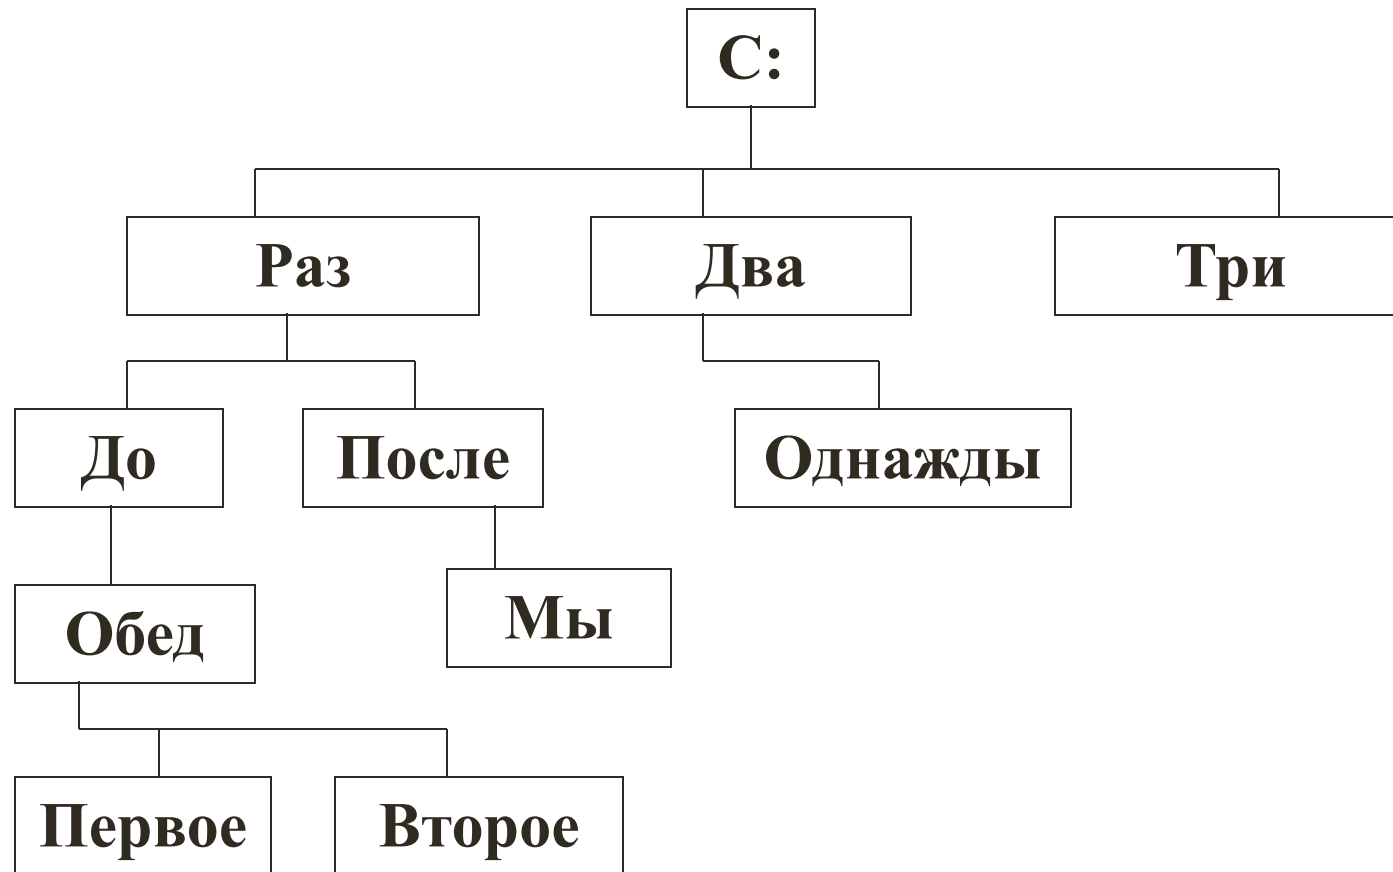 С:
Раз
Два
Три
До
После
Однажды
Обед
Мы
Первое
Второе